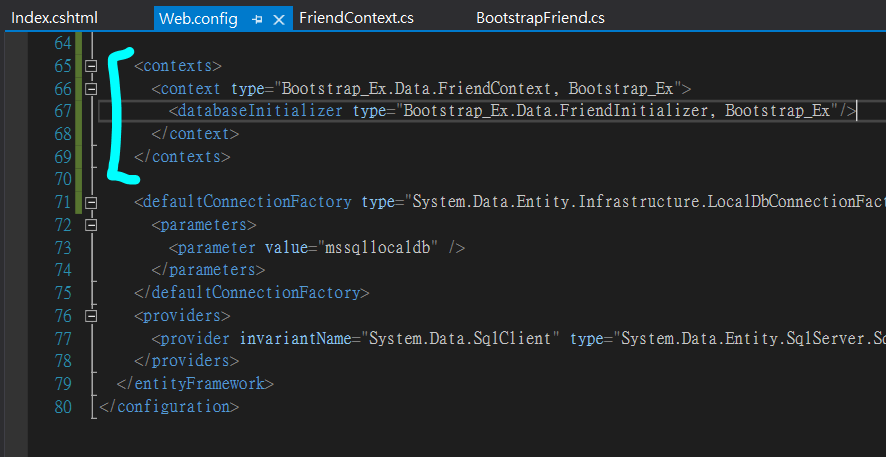 Index.cshtml Web.config FriendContext.cs BootstrapFriend.cs
64
65 <contexts>
66 <context type="Bootstrap_Ex.Data.FriendContext, Bootstrap_Ex">
67 <databaseInitializer type="Bootstrap_Ex.Data.FriendInitializer, Bootstrap_Ex"/>
68 </context>
69 </contexts>
70
71 <defaultConnectionFactory type="System.Data.Entity.Infrastructure.LocalDbConnectionFact
72 <parameters>
73 <parameter value="mssqllocaldb" />
74 </parameters>
75 </defaultConnectionFactory>
76 <providers>
77 <provider invariantName="System.Data.SqlClient" type="System.Data.Entity.SqlServer.Sq
78 </providers>
79 </entityFramework>
80 </configuration>